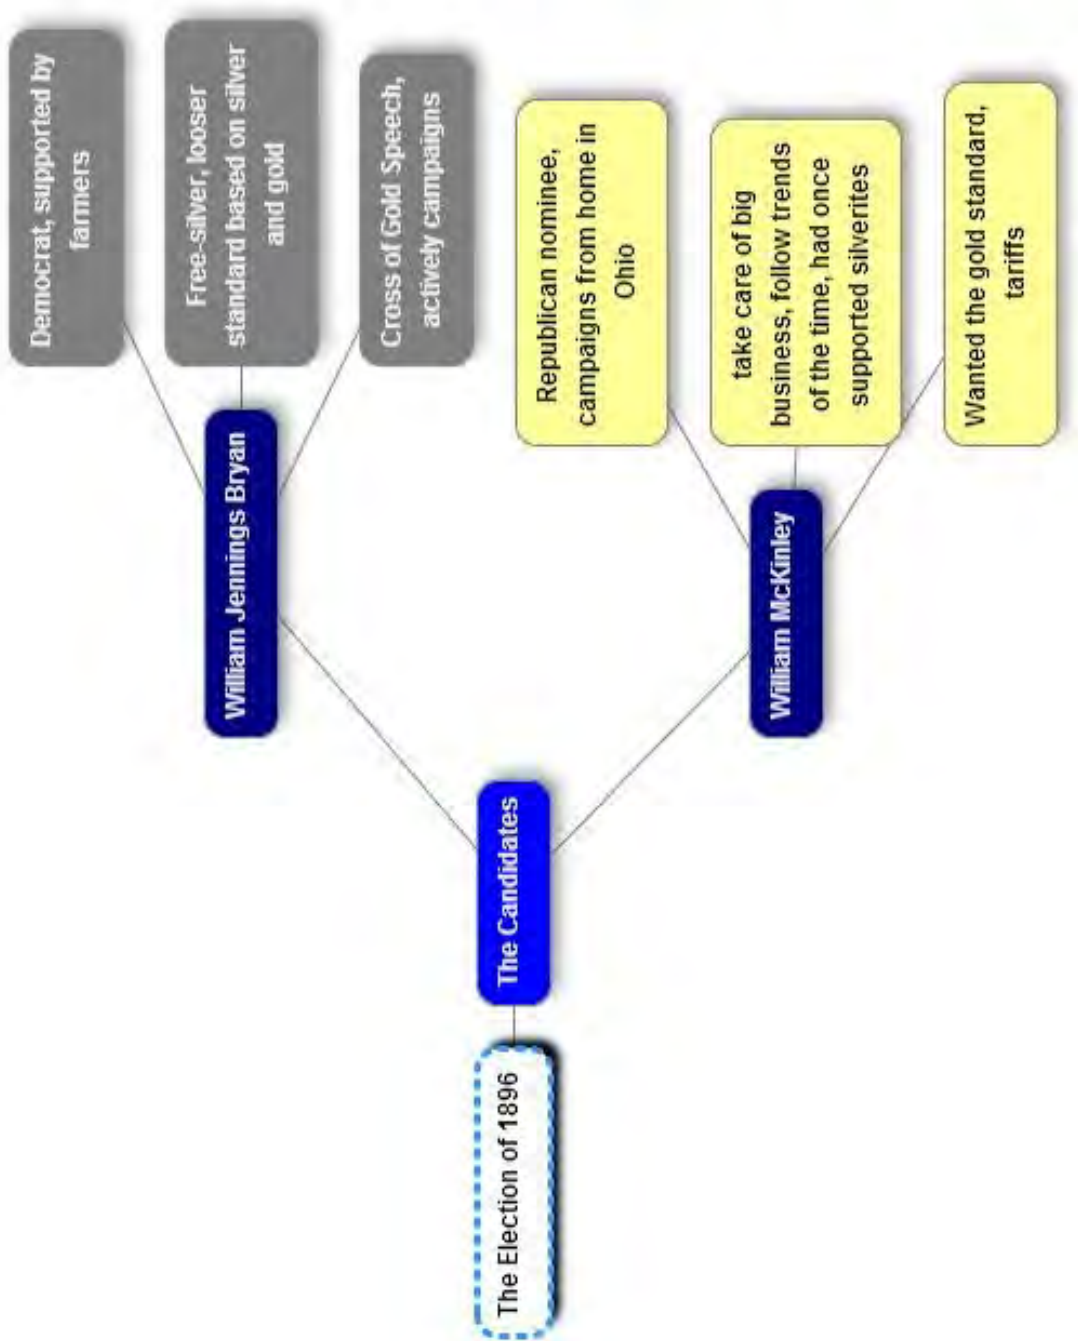 The Election of 1896
The Candidates
William Jennings Bryan
Democrat, supported by
farmers
Free-silver, looser
standard based on silver
and gold
Cross of Gold Speech,
actively campaigns
William McKinley
Republican nominee,
campaigns from home in
Ohio
take care of big
business, follow trends
of the time, had once
supported silverites
Wanted the gold standard,
tariffs